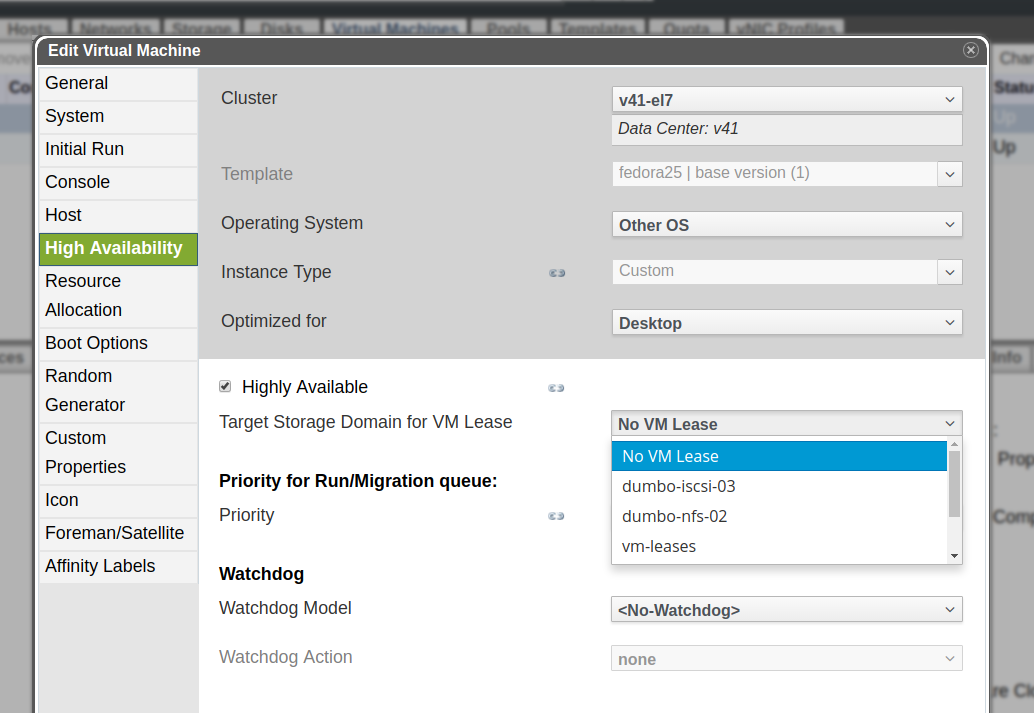 Hosts Networks Storage Disks Virtual Machines Pools Templates Quota vNIC Profiles
Edit Virtual Machine
General
System
Initial Run
Console
Host
High Availability
Resource
Allocation
Boot Options
Random
Generator
Custom
Properties
Icon
Foreman/Satellite
Affinity Labels
Cluster
v41-el7
Data Center: v41
Template
fedora25 | base version (1)
Operating System
Other OS
Instance Type
Custom
Optimized for
Desktop
Highly Available
Target Storage Domain for VM Lease
No VM Lease
No VM Lease
dumbo-iscsi-03
dumbo-nfs-02
vm-leases
Priority for Run/Migration queue:
Priority
Watchdog
Watchdog Model
<No-Watchdog>
Watchdog Action
none
Up
Up
Info